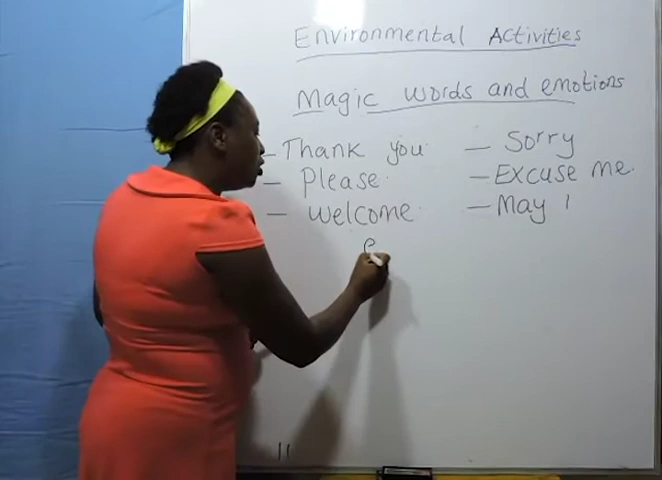 Environmental Activities
Magic words and emotions
- Thank you - Sorry
- Please - Excuse me
- Welcome - May I
e